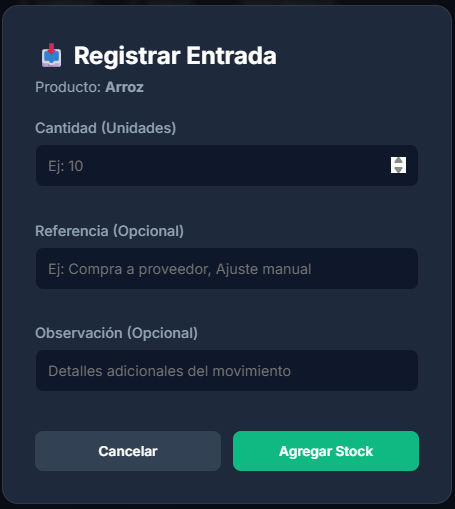 Registrar Entrada
Producto: Arroz
Cantidad (Unidades)
Ej: 10
Referencia (Opcional)
Ej: Compra a proveedor, Ajuste manual
Observación (Opcional)
Detalles adicionales del movimiento
Cancelar
Agregar Stock